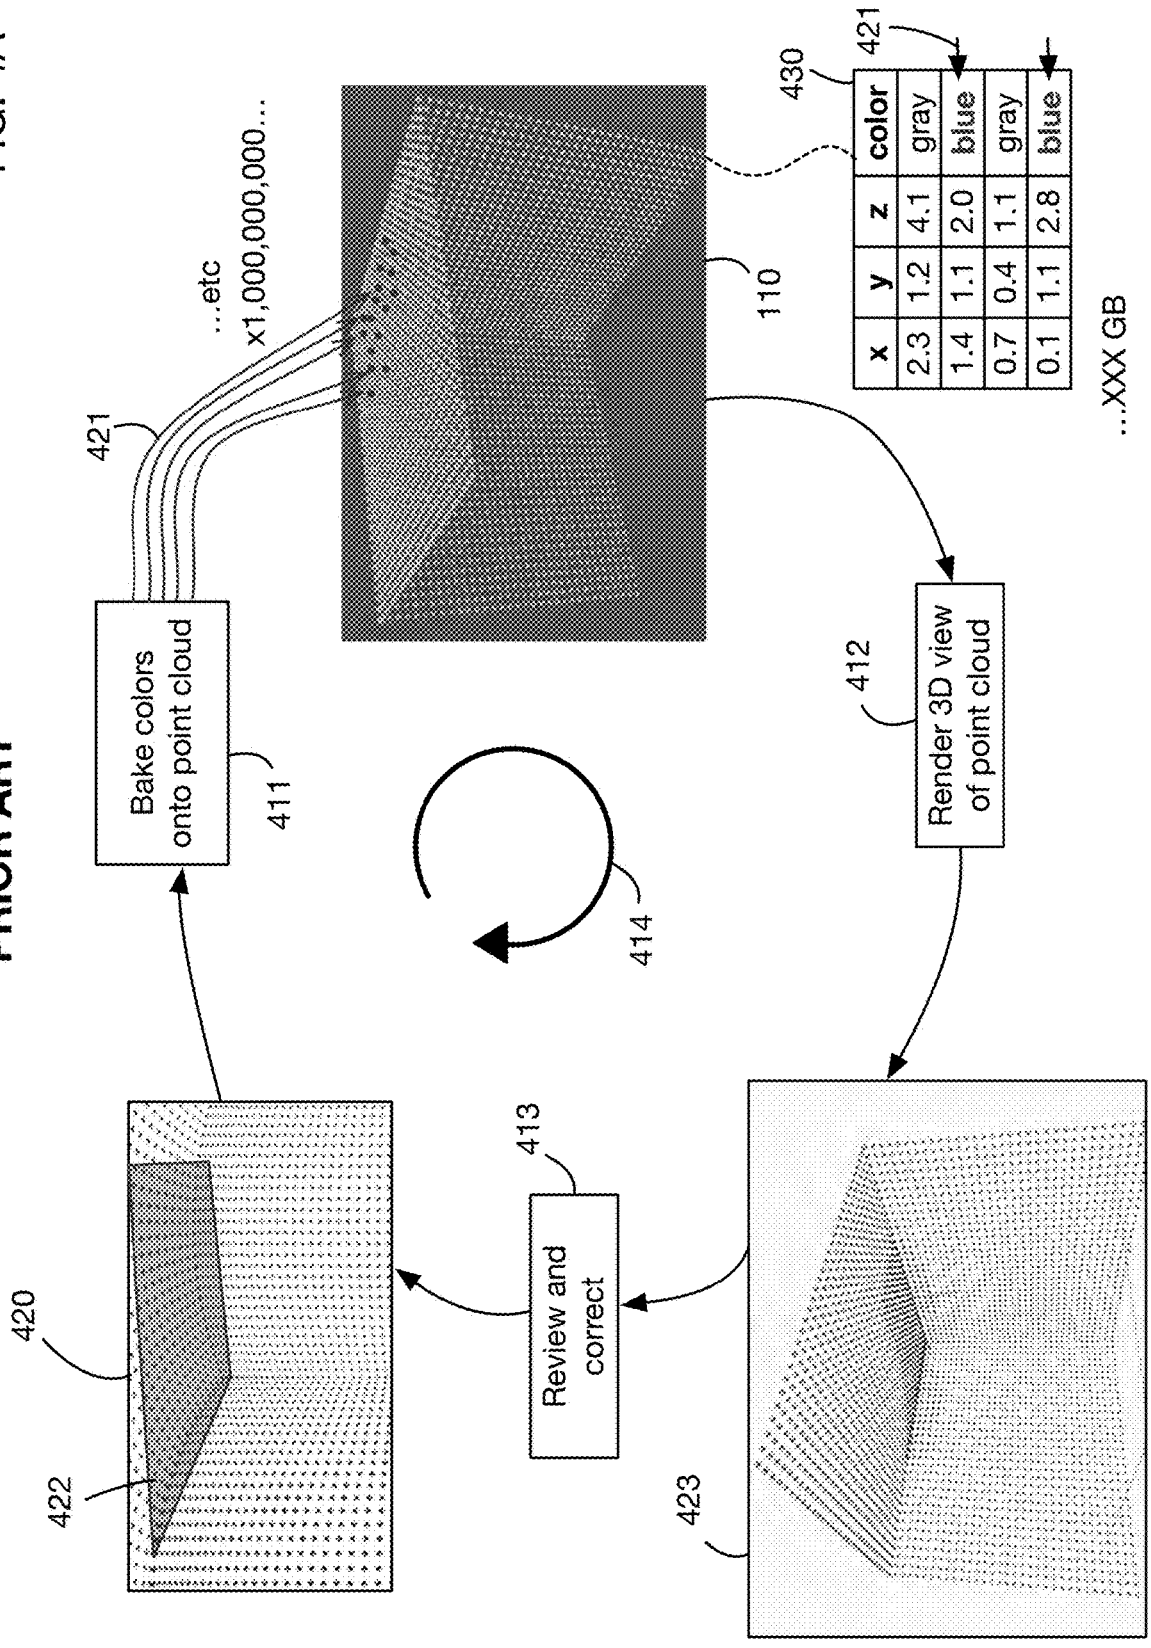 PRIOR ART
420
422
Bake colors
onto point cloud
411
421
...etc
x1,000,000,000...
110
414
Review and
correct
413
423
Render 3D view
of point cloud
412
430
421
x y z color
2.3 1.2 4.1 gray
1.4 1.1 2.0 blue
0.7 0.4 1.1 gray
0.1 1.1 2.8 blue
...XXX GB